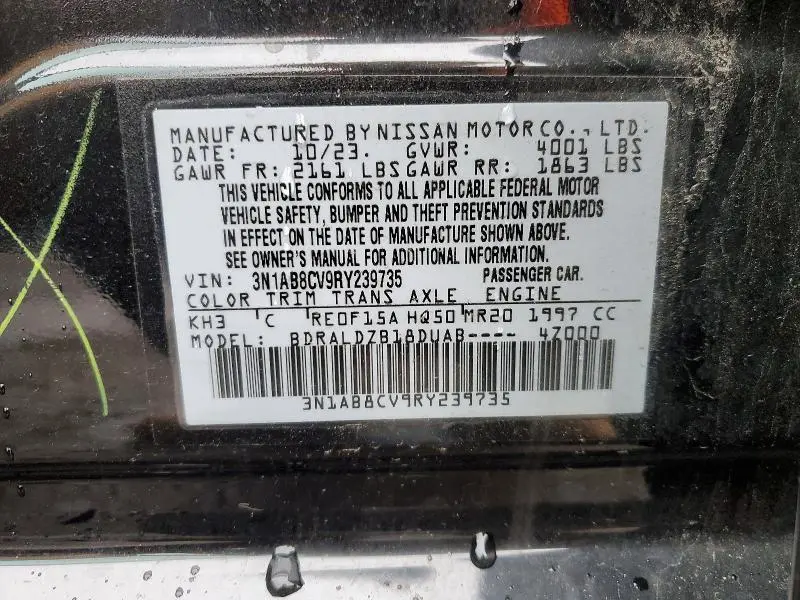 MANUFACTURED BY NISSAN MOTOR CO., LTD.
DATE: 10/23. GVWR: 4001 LBS
GAWR FR: 2161 LBS GAWR RR: 1863 LBS
THIS VEHICLE CONFORMS TO ALL APPLICABLE FEDERAL MOTOR
VEHICLE SAFETY, BUMPER AND THEFT PREVENTION STANDARDS
IN EFFECT ON THE DATE OF MANUFACTURE SHOWN ABOVE.
SEE OWNER'S MANUAL FOR ADDITIONAL INFORMATION.
VIN: 3N1AB8CV9RY239735 PASSENGER CAR.
COLOR TRIM TRANS AXLE ENGINE
KH3 C RE0F15A HQ50 MR20 1997 CC
MODEL: BDRALDZB18DUAB---- 47000
3N1AB8CV9RY239735